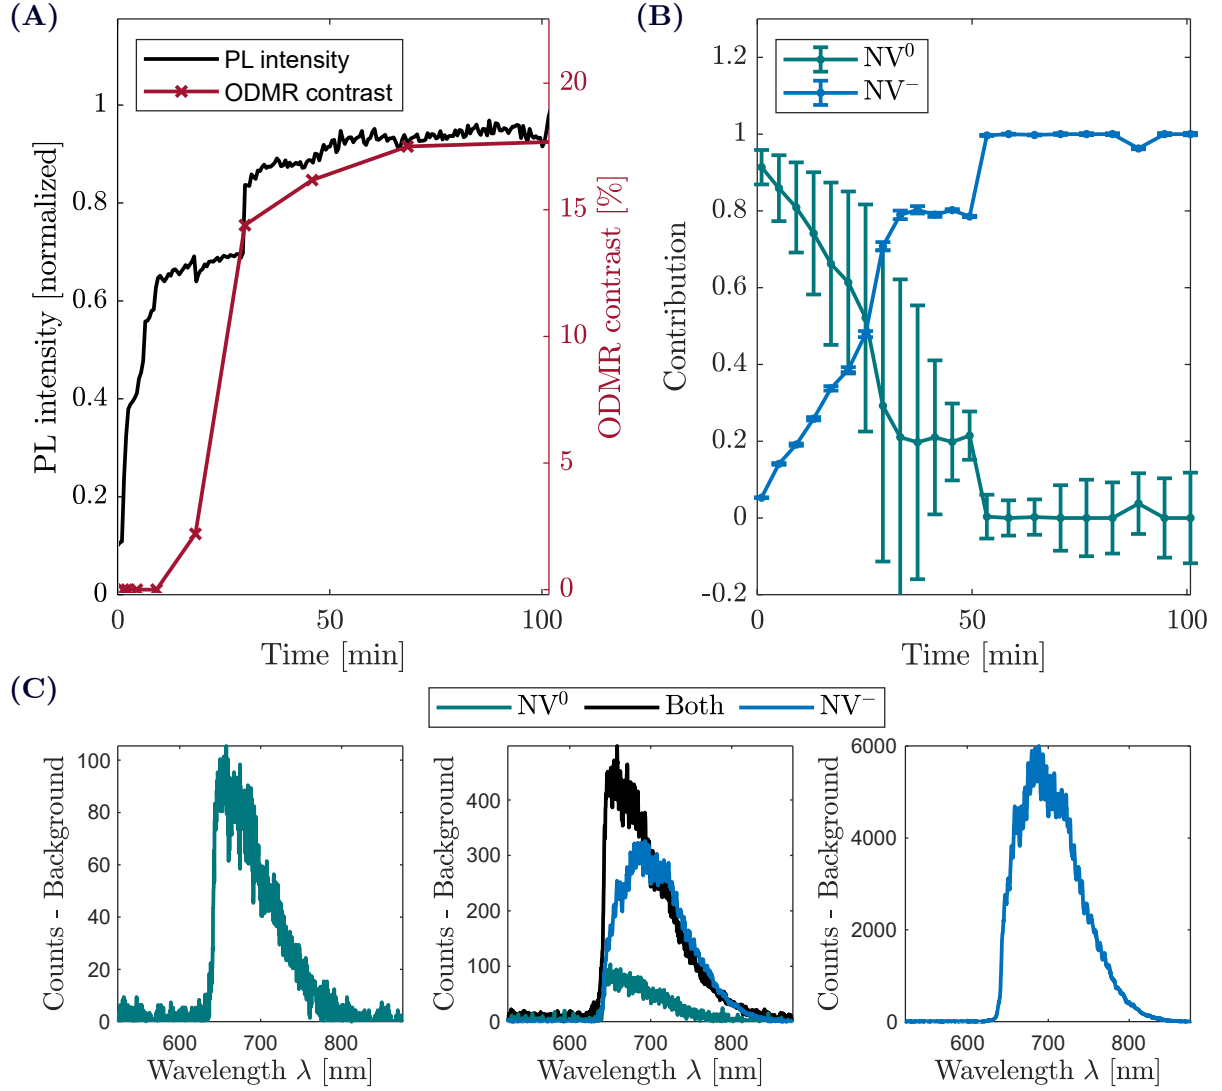 (A)
PL intensity
ODMR contrast
PL intensity [normalized]
1
0.8
0.6
0.4
0.2
0
0
50
100
Time [min]
20
15
10
5
0
ODMR contrast [%]
(B)
NV⁰
NV⁻
Contribution
1.2
1
0.8
0.6
0.4
0.2
0
-0.2
0
50
100
Time [min]
(C)
NV⁰ Both NV⁻
Counts - Background
100
80
60
40
20
0
600 700 800
Wavelength λ [nm]
Counts - Background
400
300
200
100
0
600 700 800
Wavelength λ [nm]
Counts - Background
6000
4000
2000
0
600 700 800
Wavelength λ [nm]